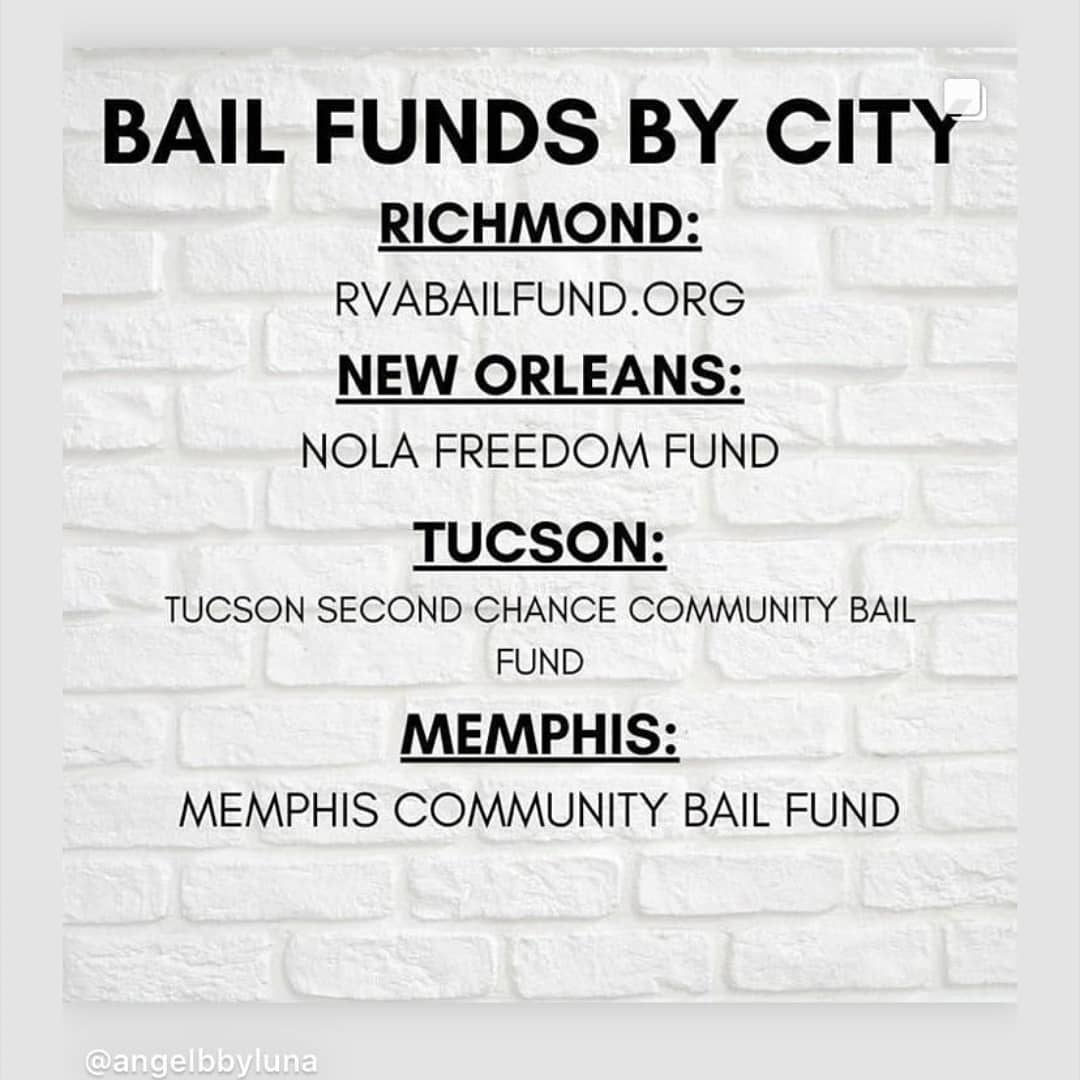 BAIL FUNDS BY CITY
RICHMOND:
RVABAILFUND.ORG
NEW ORLEANS:
NOLA FREEDOM FUND
TUCSON:
TUCSON SECOND CHANCE COMMUNITY BAIL
FUND
MEMPHIS:
MEMPHIS COMMUNITY BAIL FUND
@angelbbyluna